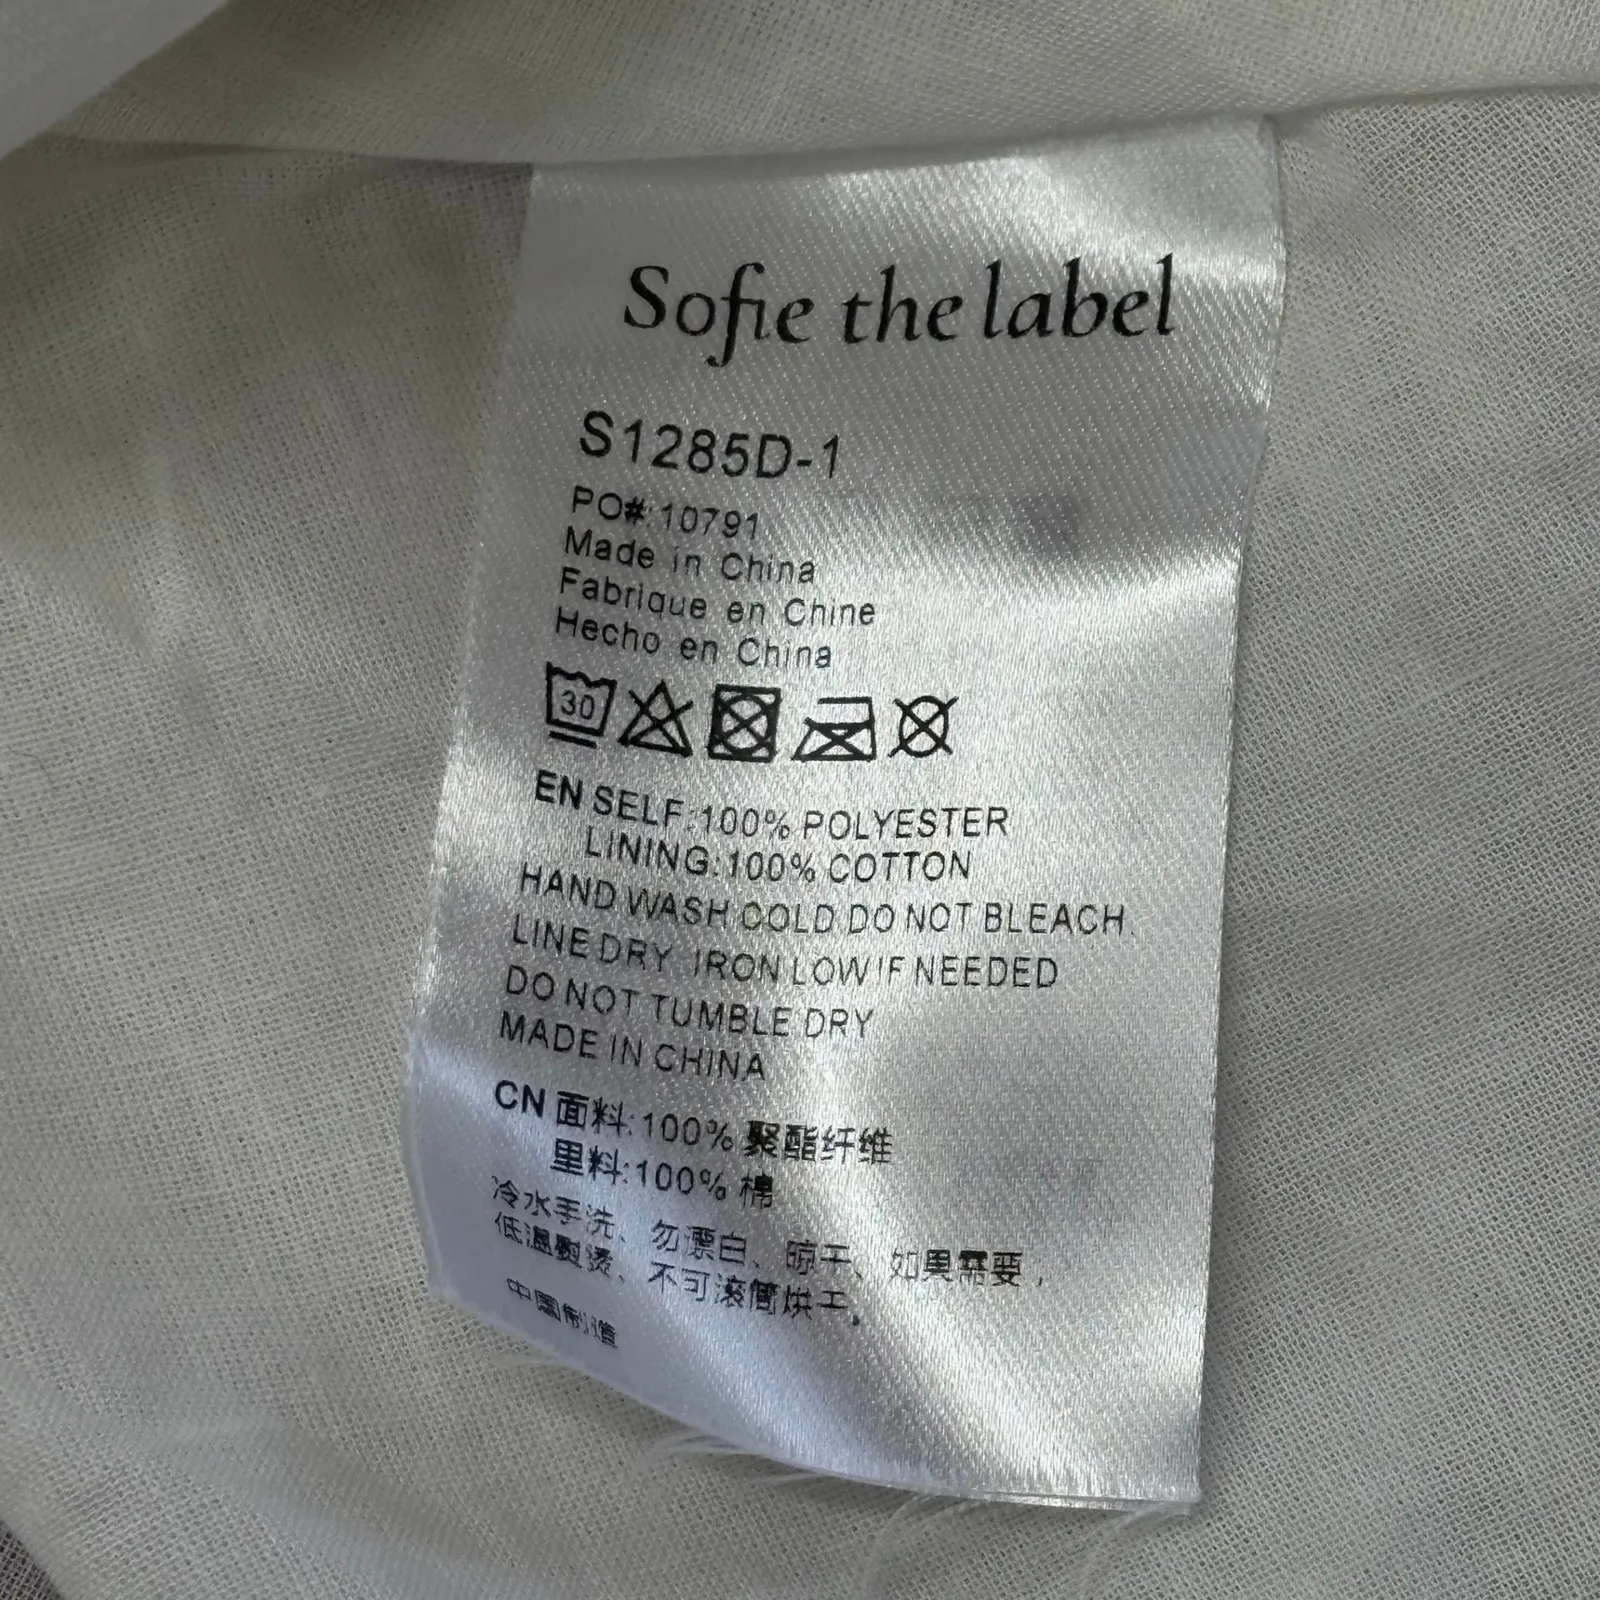 Sofie the label
S1285D-1
PO#:10791
Made in China
Fabrique en Chine
Hecho en China
30
EN SELF:100% POLYESTER
LINING:100% COTTON
HAND WASH COLD DO NOT BLEACH.
LINE DRY IRON LOW IF NEEDED
DO NOT TUMBLE DRY
MADE IN CHINA
CN 面料:100% 聚酯纤维
里料:100% 棉
冷水手洗、勿漂白、晾干、如果需要,
低温熨烫、不可滚筒烘干,
中国制造